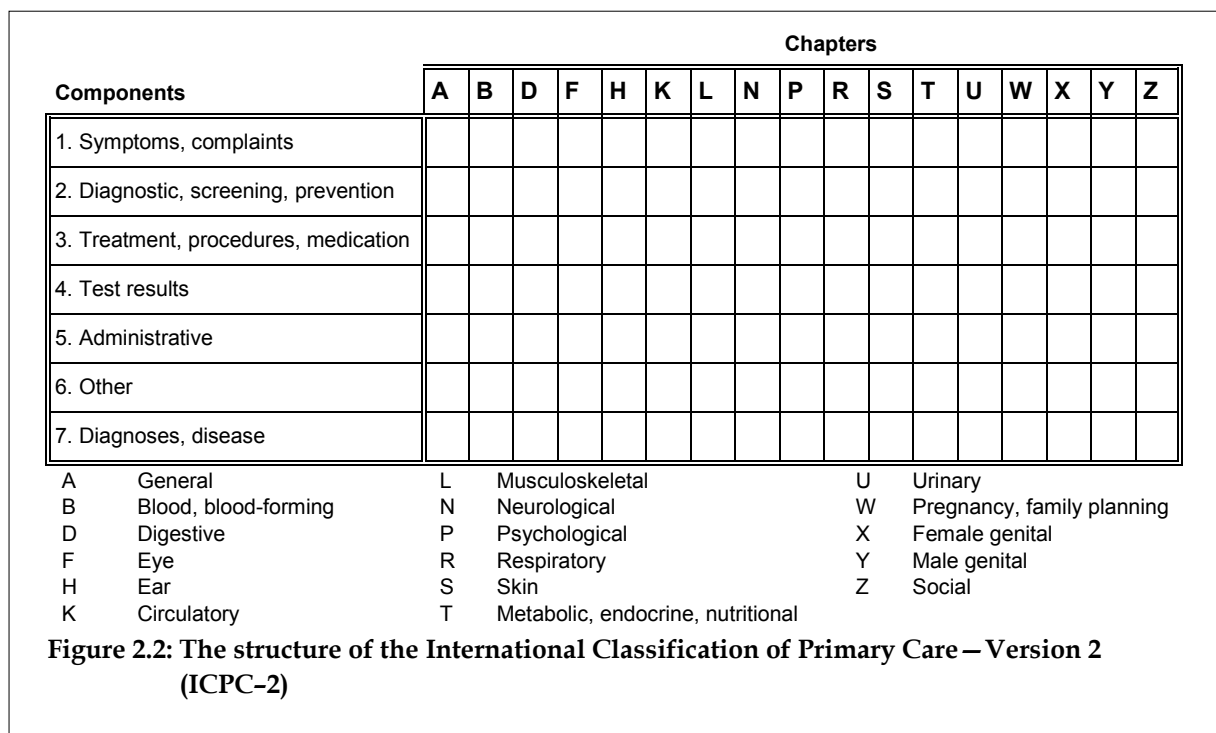 Chapters
Components A B D F H K L N P R S T U W X Y Z
1. Symptoms, complaints
2. Diagnostic, screening, prevention
3. Treatment, procedures, medication
4. Test results
5. Administrative
6. Other
7. Diagnoses, disease
A General L Musculoskeletal U Urinary
B Blood, blood-forming N Neurological W Pregnancy, family planning
D Digestive P Psychological X Female genital
F Eye R Respiratory Y Male genital
H Ear S Skin Z Social
K Circulatory T Metabolic, endocrine, nutritional
Figure 2.2: The structure of the International Classification of Primary Care—Version 2
(ICPC–2)